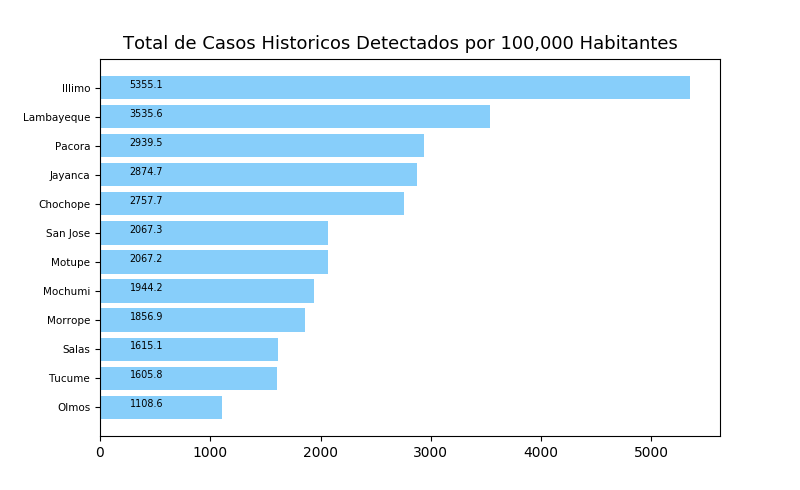 Total de Casos Historicos Detectados por 100,000 Habitantes
Illimo 5355.1
Lambayeque 3535.6
Pacora 2939.5
Jayanca 2874.7
Chochope 2757.7
San Jose 2067.3
Motupe 2067.2
Mochumi 1944.2
Morrope 1856.9
Salas 1615.1
Tucume 1605.8
Olmos 1108.6
0 1000 2000 3000 4000 5000